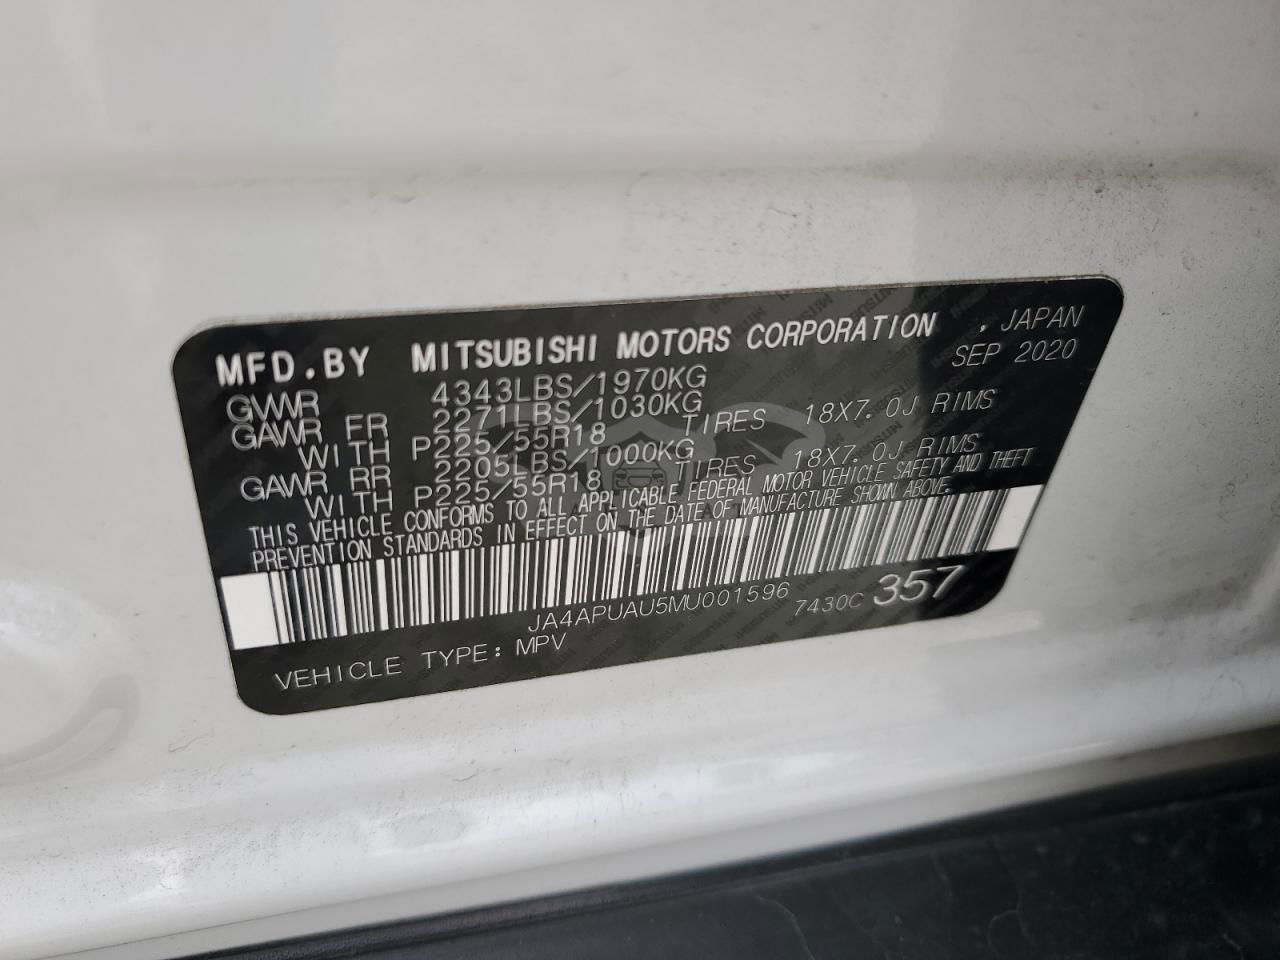 MFD.BY MITSUBISHI MOTORS CORPORATION , JAPAN
GVWR 4343LBS/1970KG SEP 2020
GAWR FR 2271LBS/1030KG
WITH P225/55R18 TIRES 18X7.0J RIMS
GAWR RR 2205LBS/1000KG
WITH P225/55R18 TIRES 18X7.0J RIMS
THIS VEHICLE CONFORMS TO ALL APPLICABLE FEDERAL MOTOR VEHICLE SAFETY AND THEFT
PREVENTION STANDARDS IN EFFECT ON THE DATE OF MANUFACTURE SHOWN ABOVE.
JA4APUAU5MU001596 7430C 357
VEHICLE TYPE: MPV